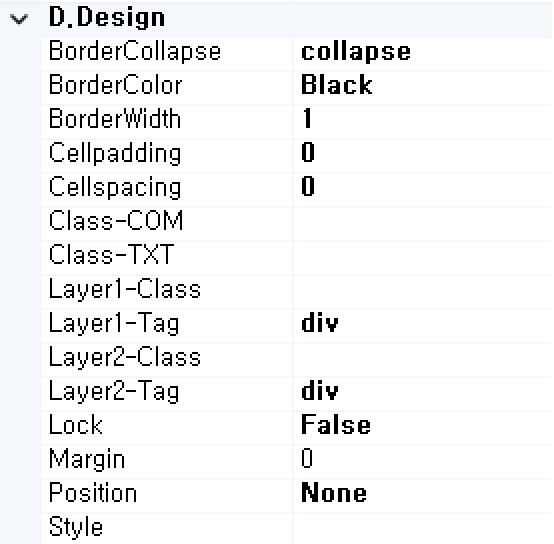 D.Design
BorderCollapse collapse
BorderColor Black
BorderWidth 1
Cellpadding 0
Cellspacing 0
Class-COM
Class-TXT
Layer1-Class
Layer1-Tag div
Layer2-Class
Layer2-Tag div
Lock False
Margin 0
Position None
Style